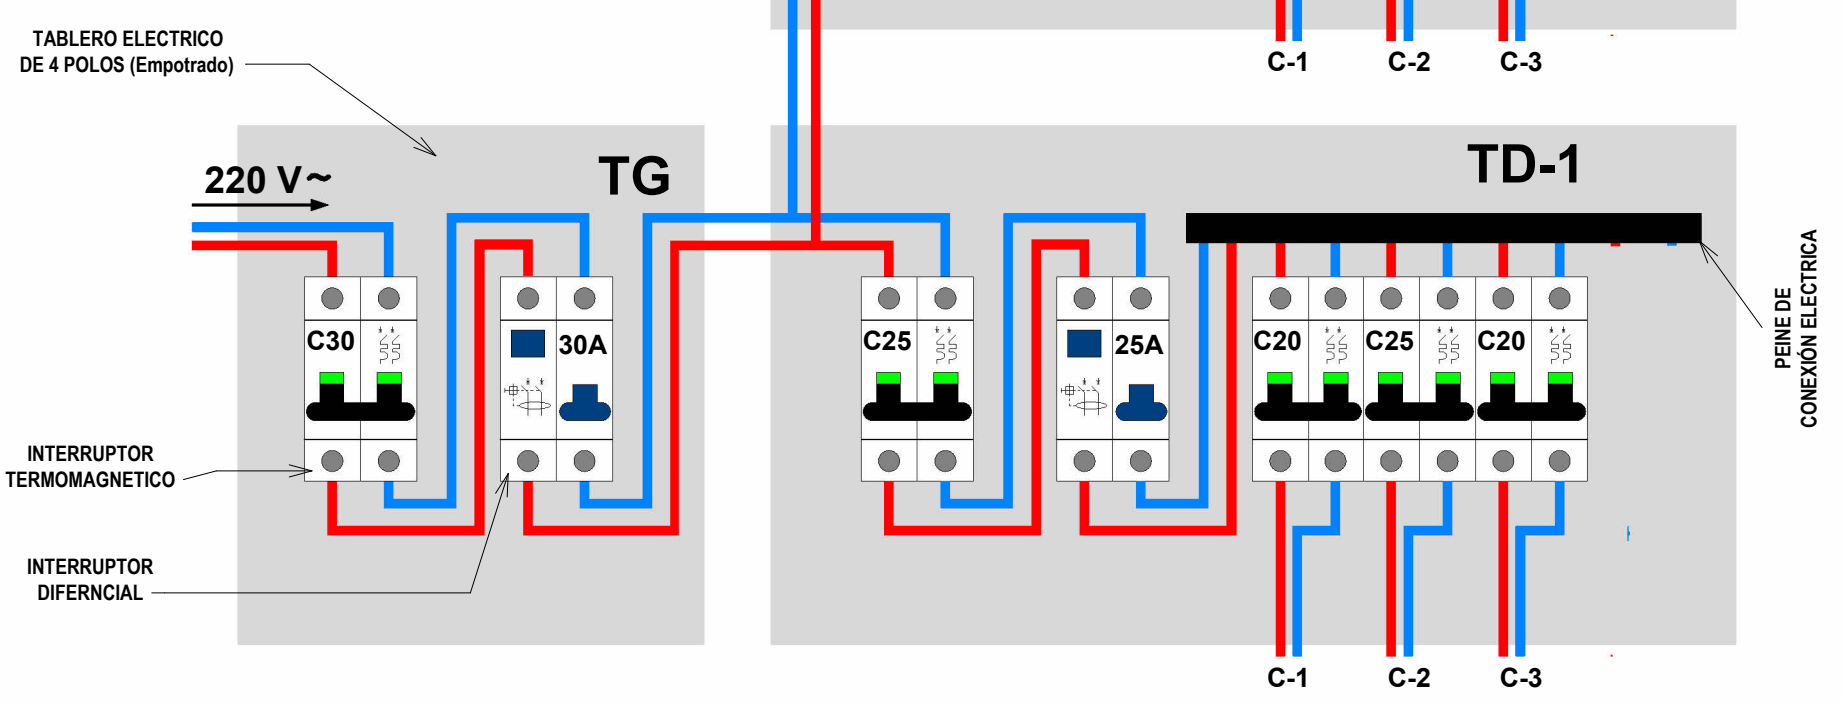 TABLERO ELECTRICO
DE 4 POLOS (Empotrado)
C-1
C-2
C-3
220 V~
TG
TD-1
C30
30A
C25
25A
C20
C25
C20
PEINE DE
CONEXIÓN ELECTRICA
INTERRUPTOR
TERMOMAGNETICO
INTERRUPTOR
DIFERNCIAL
C-1
C-2
C-3